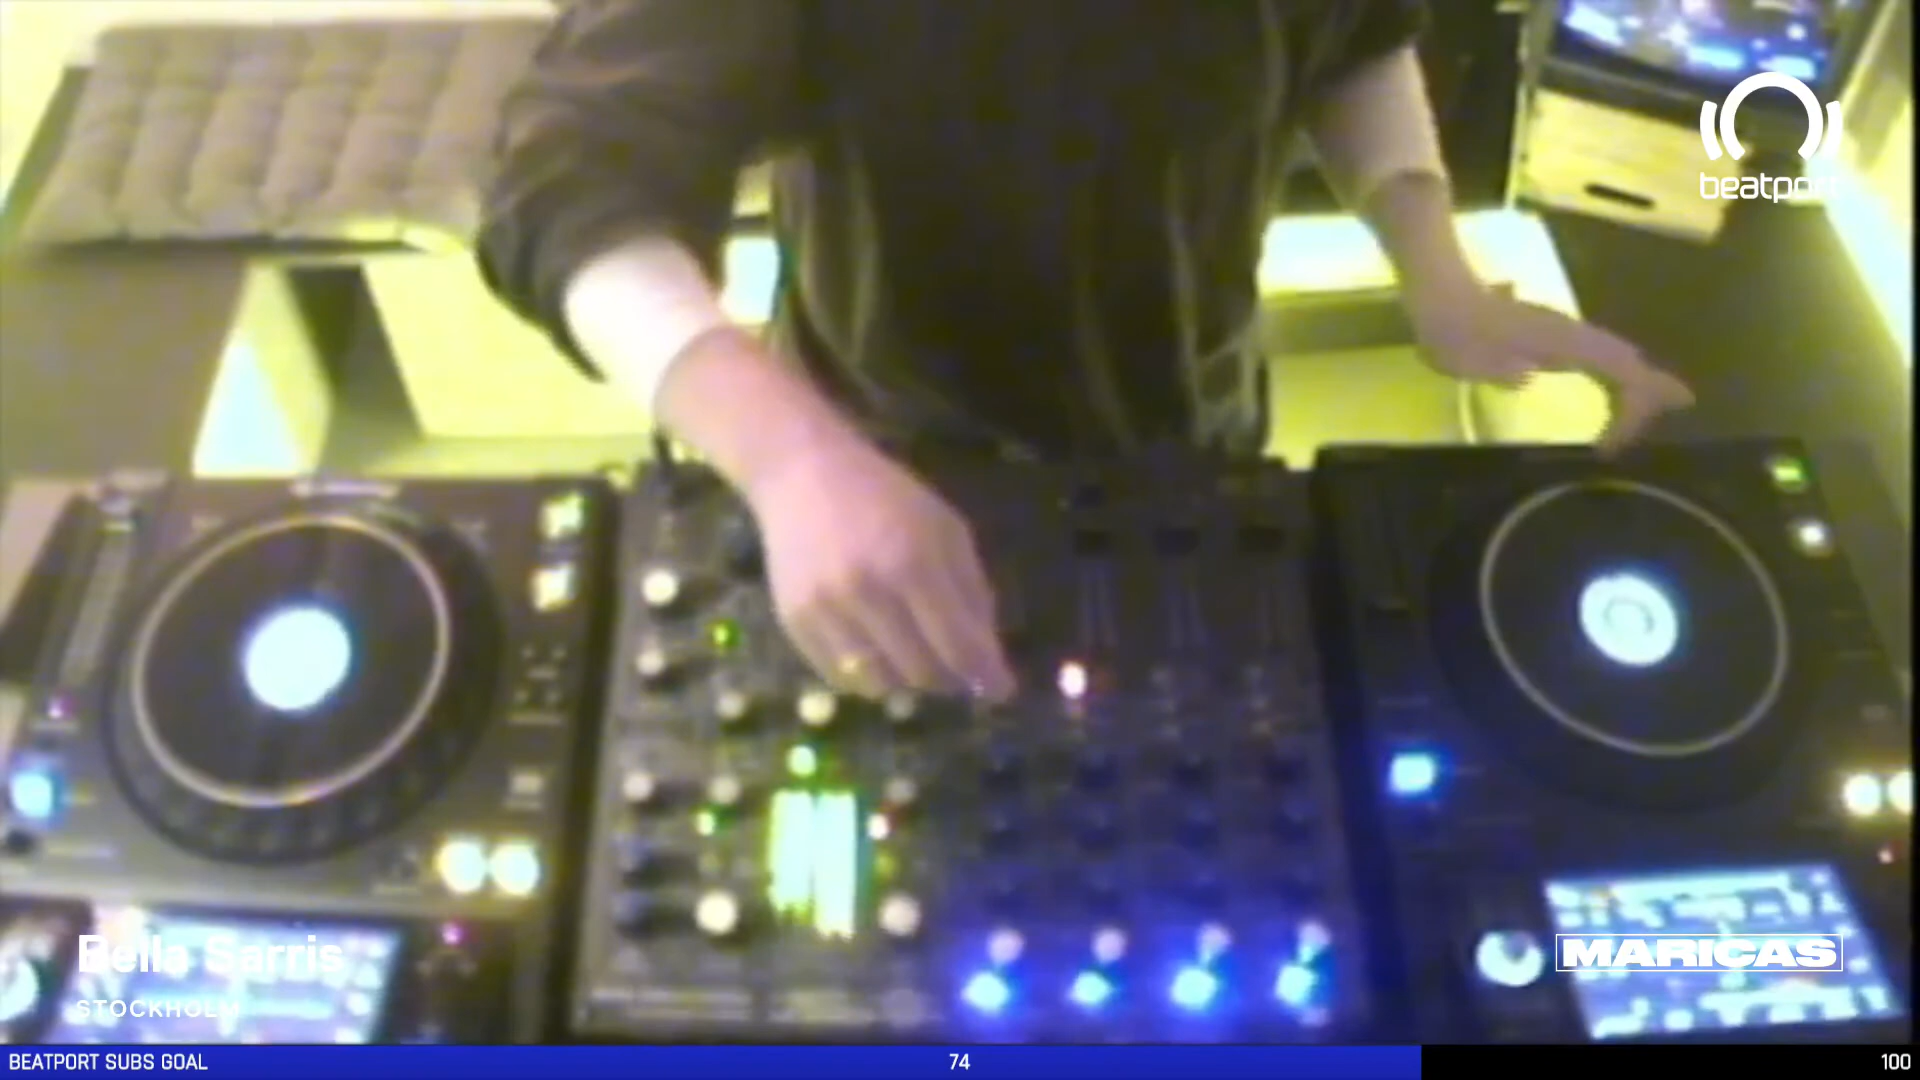 beatport
Bella Sarris
STOCKHOLM
MARICAS
BEATPORT SUBS GOAL 74 100